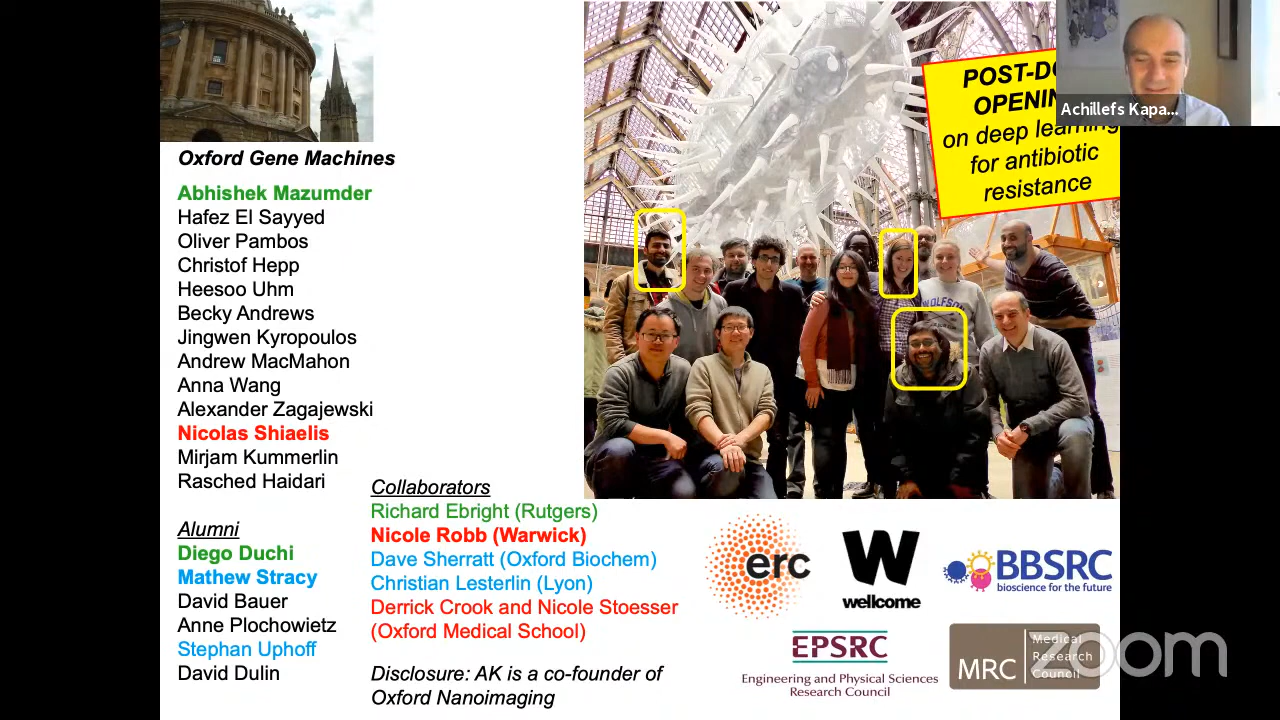 Oxford Gene Machines
Abhishek Mazumder
Hafez El Sayyed
Oliver Pambos
Christof Hepp
Heesoo Uhm
Becky Andrews
Jingwen Kyropoulos
Andrew MacMahon
Anna Wang
Alexander Zagajewski
Nicolas Shiaelis
Mirjam Kummerlin
Rasched Haidari
Alumni
Diego Duchi
Mathew Stracy
David Bauer
Anne Plochowietz
Stephan Uphoff
David Dulin
Collaborators
Richard Ebright (Rutgers)
Nicole Robb (Warwick)
Dave Sherratt (Oxford Biochem)
Christian Lesterlin (Lyon)
Derrick Crook and Nicole Stoesser
(Oxford Medical School)
Disclosure: AK is a co-founder of
Oxford Nanoimaging
POST-DO
OPENIN
on deep learning
for antibiotic
resistance
Achillefs Kapa...
WOLFSON
erc
W
wellcome
BBSRC
bioscience for the future
EPSRC
Engineering and Physical Sciences
Research Council
MRC
Medical
Research
Council
zoom